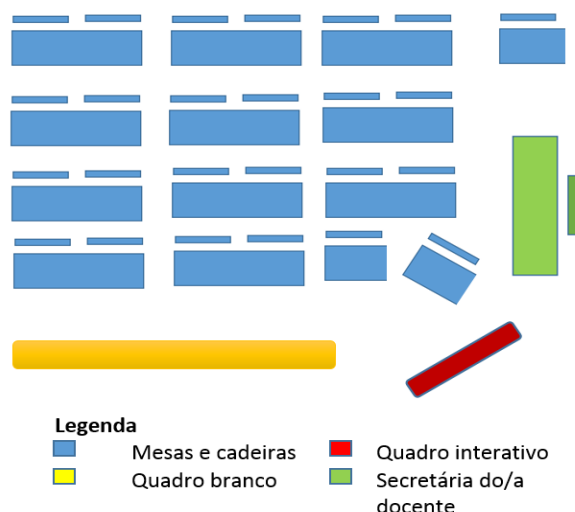 Legenda
Mesas e cadeiras
Quadro branco
Quadro interativo
Secretária do/a
docente